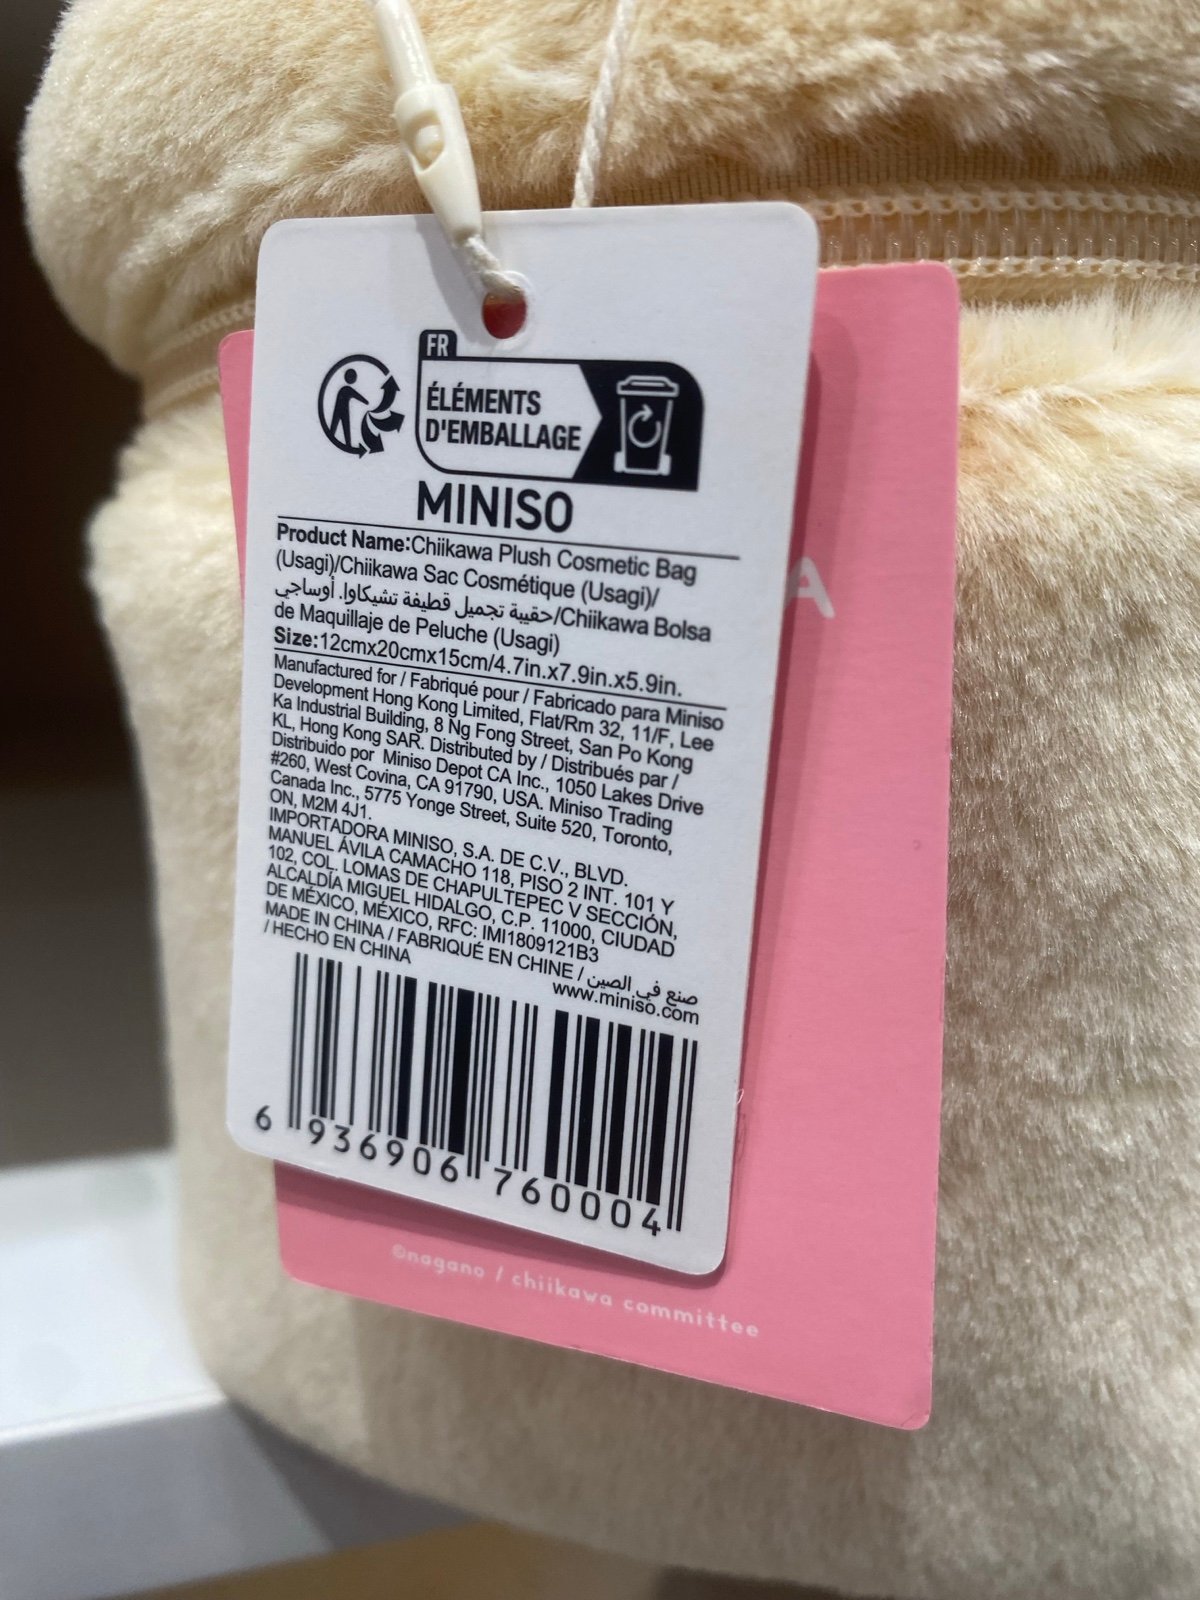 FR
ÉLÉMENTS
D'EMBALLAGE
MINISO
Product Name:Chiikawa Plush Cosmetic Bag
(Usagi)/Chiikawa Sac Cosmétique (Usagi)/
حقيبة تجميل قطيفة تشيكاوا. أوساجي/Chiikawa Bolsa
de Maquillaje de Peluche (Usagi)
Size:12cmx20cmx15cm/4.7in.x7.9in.x5.9in.
Manufactured for / Fabriqué pour / Fabricado para Miniso
Development Hong Kong Limited, Flat/Rm 32, 11/F, Lee
Ka Industrial Building, 8 Ng Fong Street, San Po Kong
KL, Hong Kong SAR. Distributed by / Distribués par /
Distribuido por Miniso Depot CA Inc., 1050 Lakes Drive
#260, West Covina, CA 91790, USA. Miniso Trading
Canada Inc., 5775 Yonge Street, Suite 520, Toronto,
ON, M2M 4J1.
IMPORTADORA MINISO, S.A. DE C.V., BLVD.
MANUEL ÁVILA CAMACHO 118, PISO 2 INT. 101 Y
102, COL. LOMAS DE CHAPULTEPEC V SECCIÓN,
ALCALDÍA MIGUEL HIDALGO, C.P. 11000, CIUDAD
DE MÉXICO, MÉXICO, RFC: IMI1809121B3
MADE IN CHINA / FABRIQUÉ EN CHINE / صنع في الصين
/ HECHO EN CHINA
www.miniso.com
6 936906 760004
A
©nagano / chiikawa committee